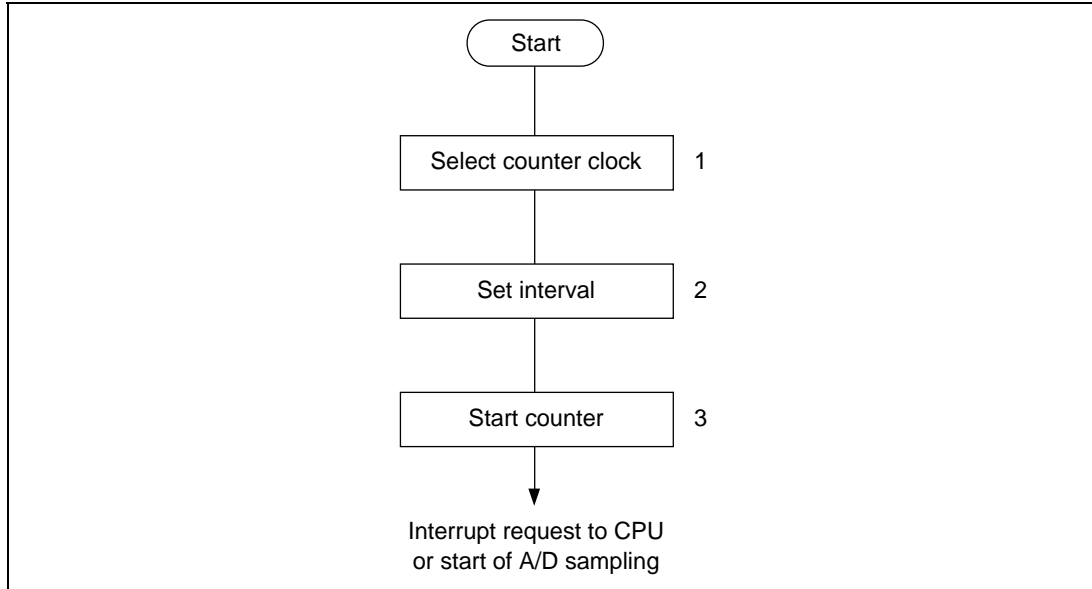 Start
Select counter clock 1
Set interval 2
Start counter 3
Interrupt request to CPU
or start of A/D sampling